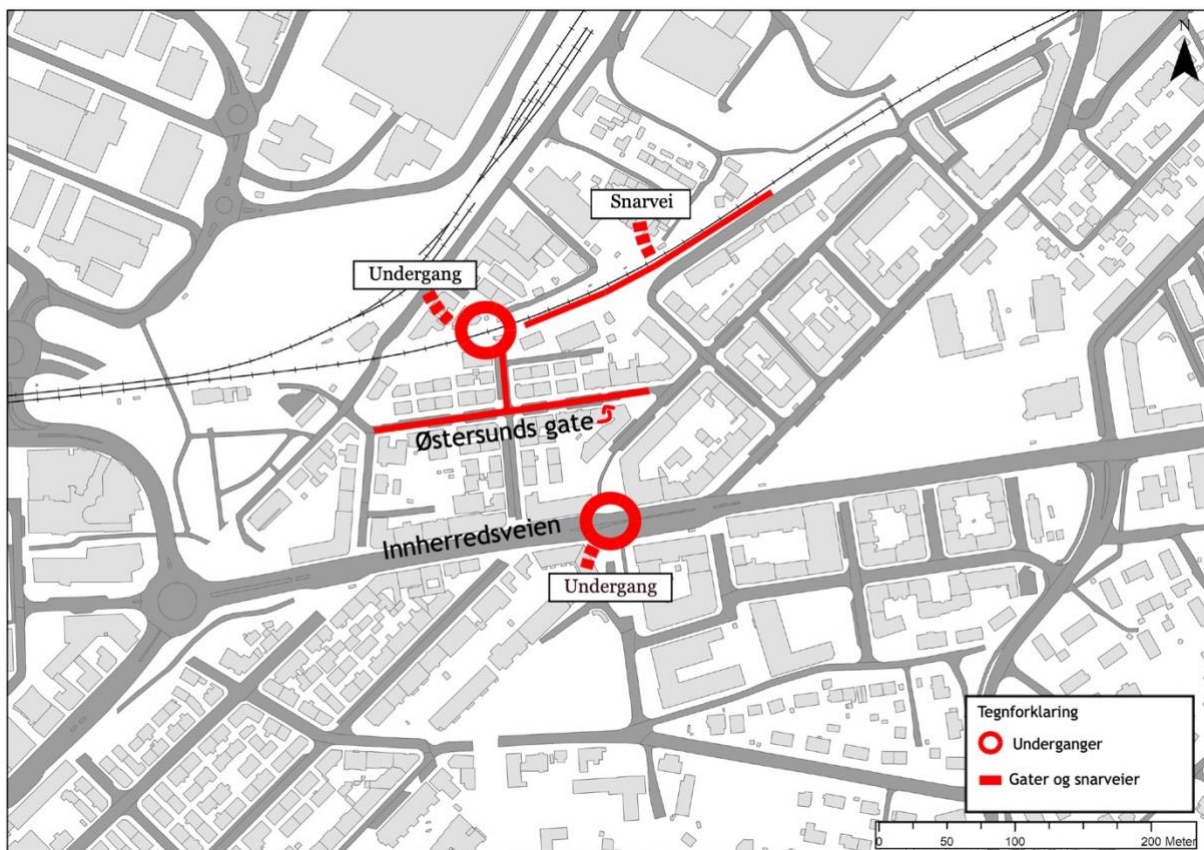 N
Snarvei
Undergang
Østersunds gate
Innherredsveien
Undergang
Tegnforklaring
Underganger
Gater og snarveier
0 50 100 200 Meter